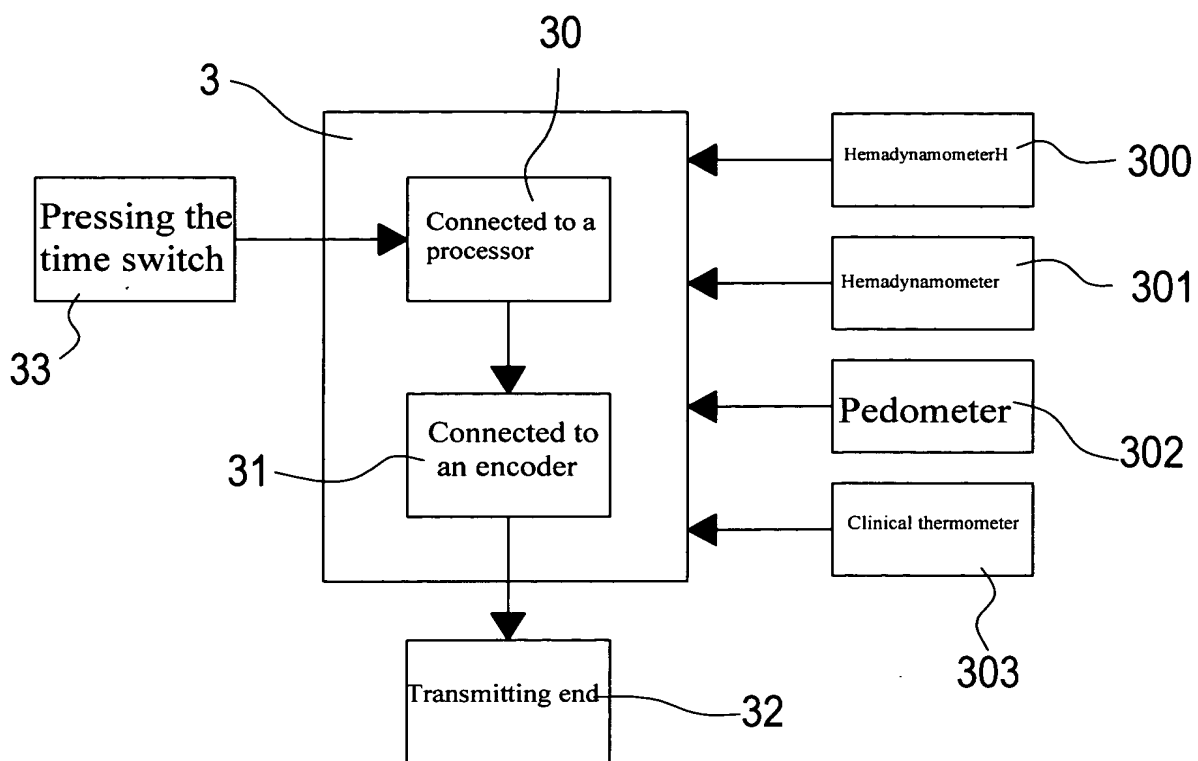 30
3
HemadynamometerH
300
Pressing the
time switch
33
Connected to a
processor
Hemadynamometer
301
Pedometer
302
Connected to
an encoder
31
Clinical thermometer
303
Transmitting end
32